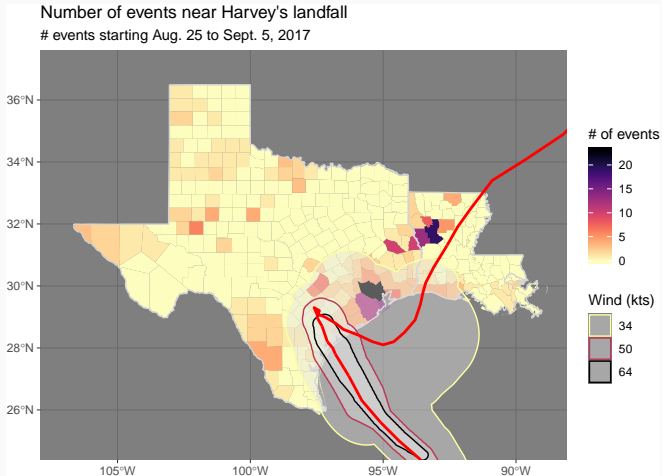 Number of events near Harvey's landfall
# events starting Aug. 25 to Sept. 5, 2017
36°N
34°N
32°N
30°N
28°N
26°N
105°W
100°W
95°W
90°W
# of events
20
15
10
5
0
Wind (kts)
34
50
64